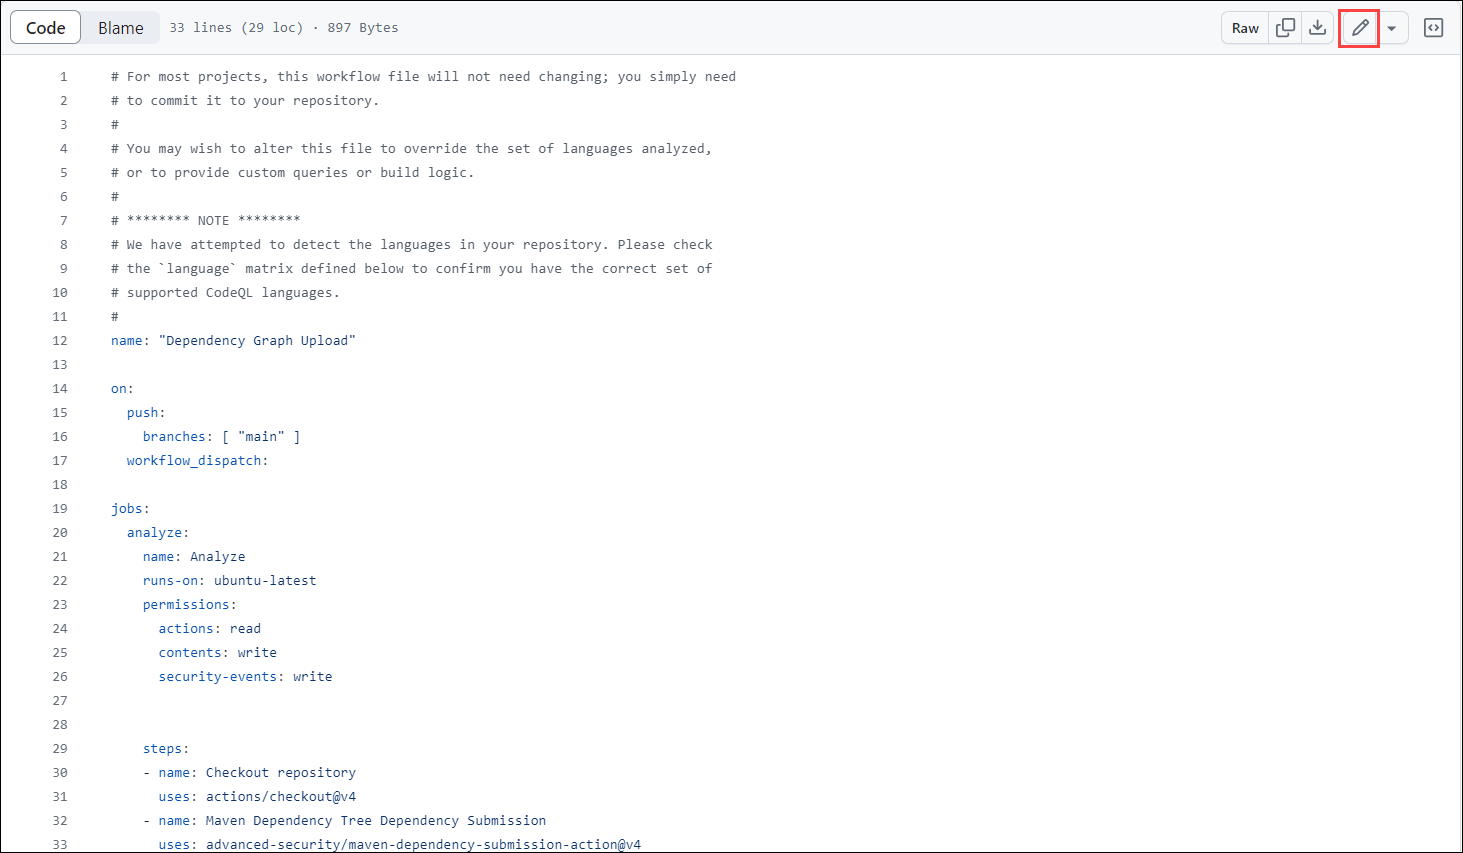 Code Blame 33 lines (29 loc) · 897 Bytes Raw
1 # For most projects, this workflow file will not need changing; you simply need
2 # to commit it to your repository.
3 #
4 # You may wish to alter this file to override the set of languages analyzed,
5 # or to provide custom queries or build logic.
6 #
7 # ******** NOTE ********
8 # We have attempted to detect the languages in your repository. Please check
9 # the `language` matrix defined below to confirm you have the correct set of
10 # supported CodeQL languages.
11 #
12 name: "Dependency Graph Upload"
13
14 on:
15   push:
16     branches: [ "main" ]
17   workflow_dispatch:
18
19 jobs:
20   analyze:
21     name: Analyze
22     runs-on: ubuntu-latest
23     permissions:
24       actions: read
25       contents: write
26       security-events: write
27
28
29     steps:
30     - name: Checkout repository
31       uses: actions/checkout@v4
32     - name: Maven Dependency Tree Dependency Submission
33       uses: advanced-security/maven-dependency-submission-action@v4